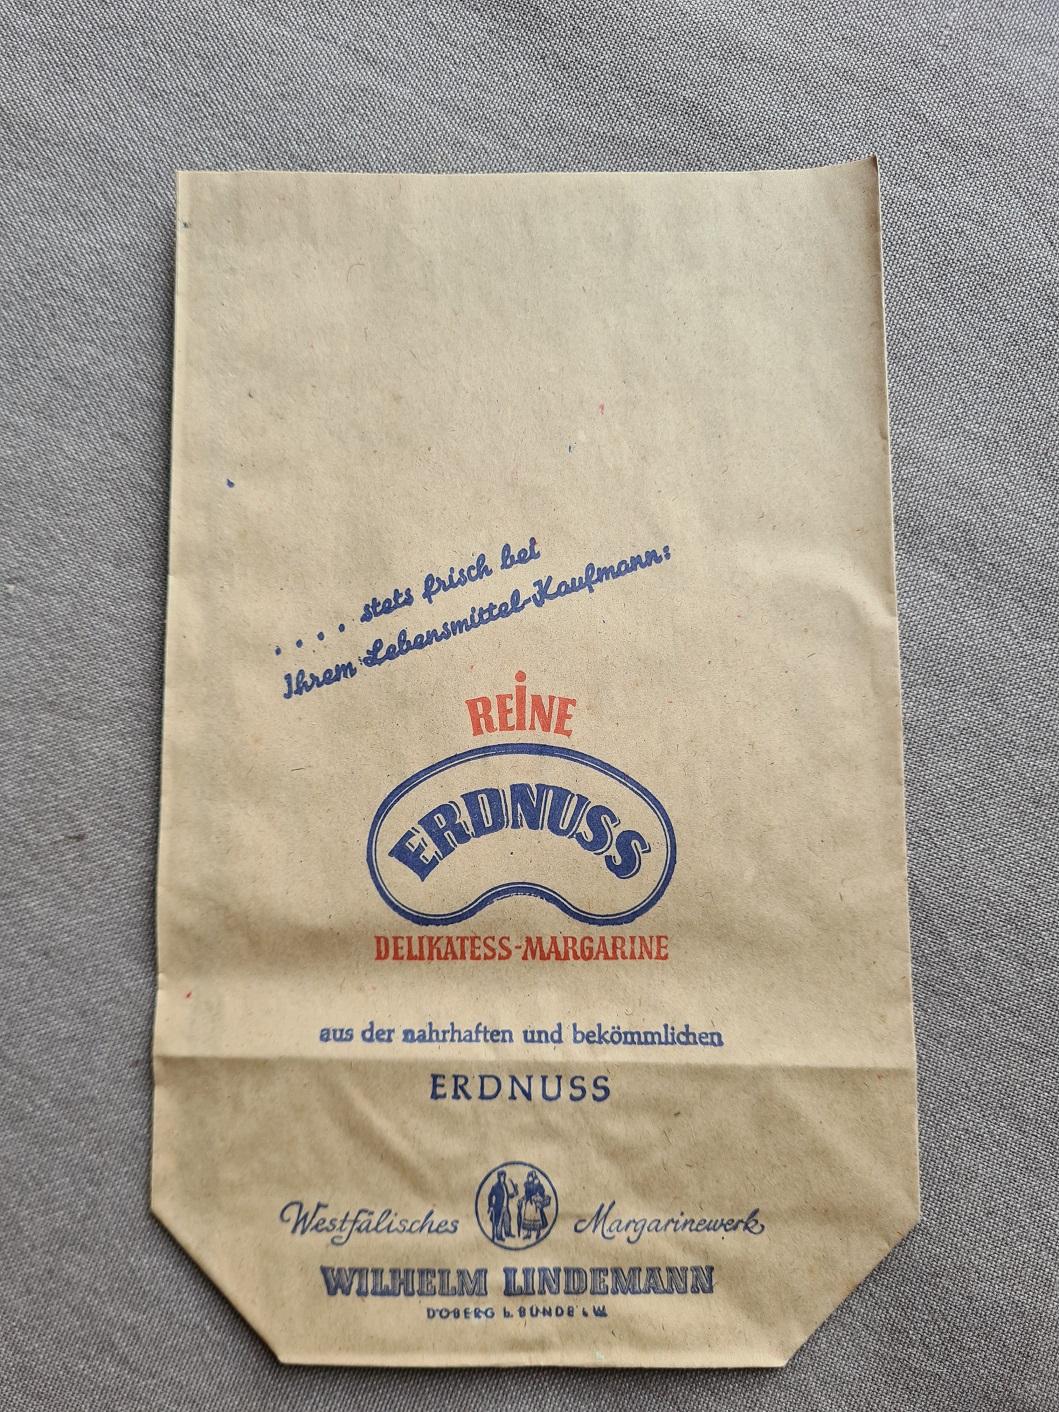 .... stets frisch bei
Ihrem Lebensmittel-Kaufmann:
REINE
ERDNUSS
DELIKATESS-MARGARINE
aus der nahrhaften und bekömmlichen
ERDNUSS
Westfälisches Margarinewerk
WILHELM LINDEMANN
DOBERG b. BÜNDE i. W.